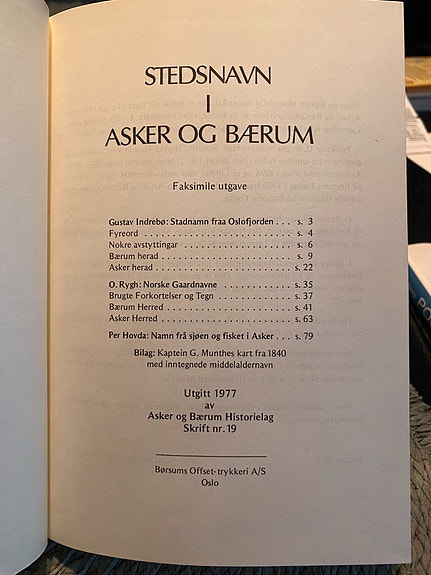 STEDSNAVN
I
ASKER OG BÆRUM
Faksimile utgave
Gustav Indrebø: Stadnamn fraa Oslofjorden . . . s. 3
Fyreord . . . . . . . . . . . . . . . . . . . . . s. 4
Nokre avstyttingar . . . . . . . . . . . . . . . . s. 6
Bærum herad . . . . . . . . . . . . . . . . . . . s. 9
Asker herad . . . . . . . . . . . . . . . . . . . . s. 22
O. Rygh: Norske Gaardnavne . . . . . . . . . . . s. 35
Brugte Forkortelser og Tegn . . . . . . . . . . . . s. 37
Bærum Herred . . . . . . . . . . . . . . . . . . . s. 41
Asker Herred . . . . . . . . . . . . . . . . . . . s. 63
Per Hovda: Namn frå sjøen og fisket i Asker . . s. 79
Bilag: Kaptein G. Munthes kart fra 1840
med inntegnede middelaldernavn
Utgitt 1977
av
Asker og Bærum Historielag
Skrift nr. 19
Børsums Offset-trykkeri A/S
Oslo